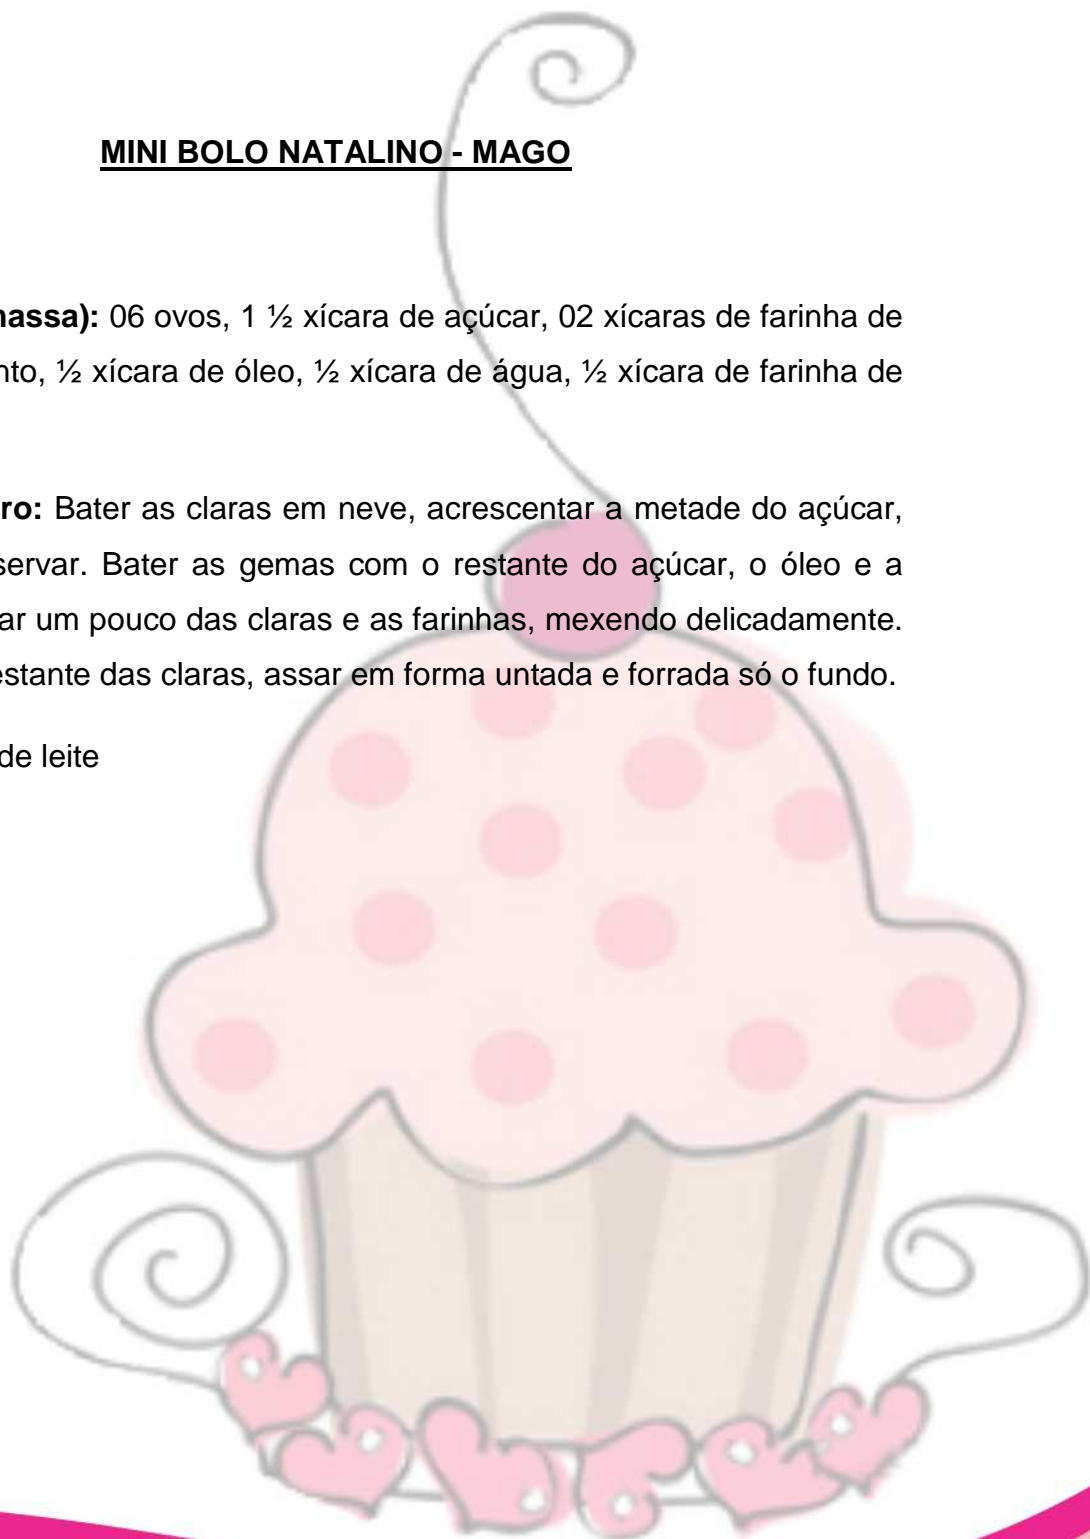 MINI BOLO NATALINO - MAGO
nassa): 06 ovos, 1 ½ xícara de açúcar, 02 xícaras de farinha de
nto, ½ xícara de óleo, ½ xícara de água, ½ xícara de farinha de
ro: Bater as claras em neve, acrescentar a metade do açúcar,
servar. Bater as gemas com o restante do açúcar, o óleo e a
ar um pouco das claras e as farinhas, mexendo delicadamente.
estante das claras, assar em forma untada e forrada só o fundo.
de leite